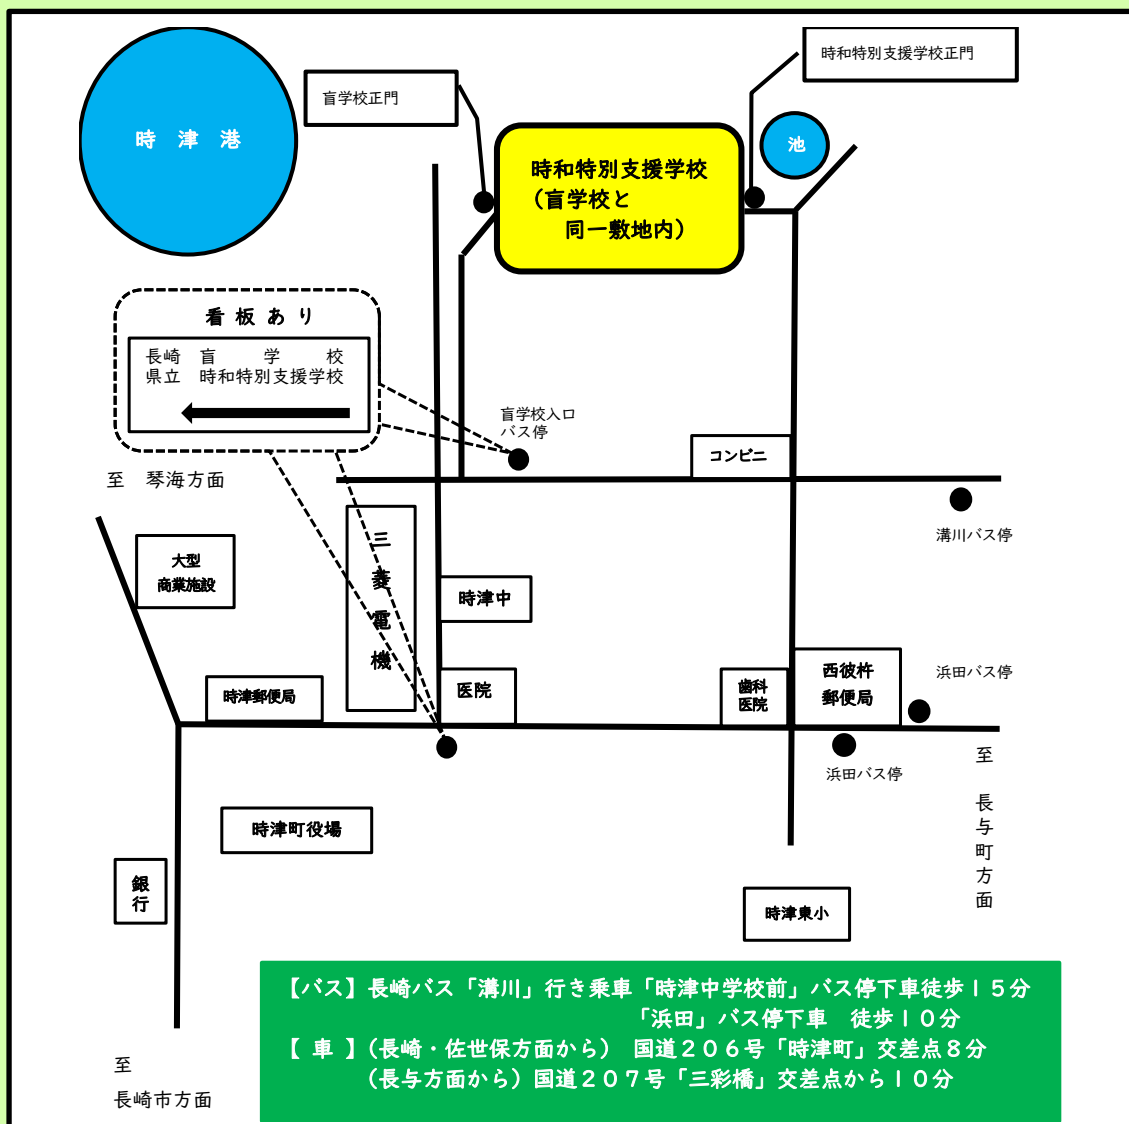 時和特別支援学校正門
盲学校正門
時 津 港
池
時和特別支援学校
（盲学校と
同一敷地内）
看 板 あ り
長崎 盲 学 校
県立 時和特別支援学校
盲学校入口
バス停
コンビニ
至 琴海方面
溝川バス停
大型
商業施設
三菱電機
時津中
時津郵便局
医院
歯科
医院
西彼杵
郵便局
浜田バス停
浜田バス停
至 長与町方面
時津町役場
銀行
時津東小
【バス】長崎バス「溝川」行き乗車「時津中学校前」バス停下車徒歩１５分
「浜田」バス停下車 徒歩１０分
【 車 】（長崎・佐世保方面から） 国道２０６号「時津町」交差点８分
（長与方面から）国道２０７号「三彩橋」交差点から１０分
至
長崎市方面